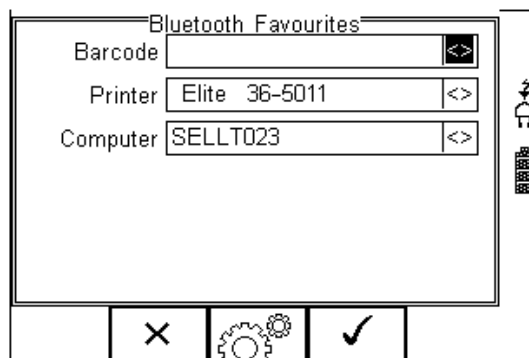 Bluetooth Favourites
Barcode <>
Printer Elite 36-5011 <>
Computer SELLT023 <>